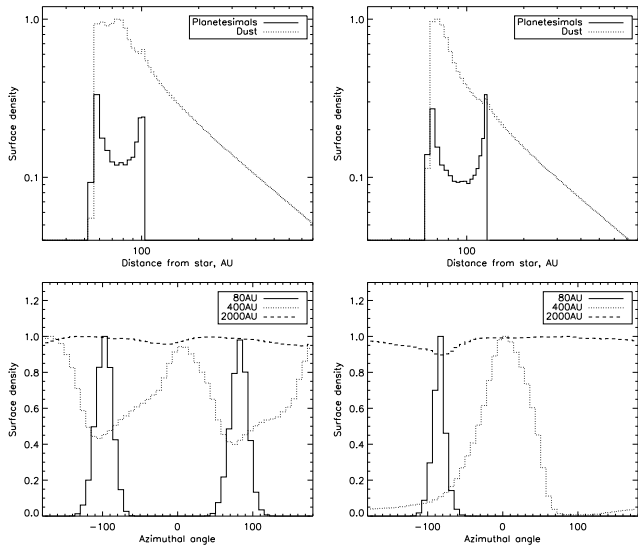 Planetesimals
Dust
1.0
0.1
Surface density
100
Distance from star, AU
Planetesimals
Dust
1.0
0.1
Surface density
100
Distance from star, AU
80AU
400AU
2000AU
1.2
1.0
0.8
0.6
0.4
0.2
0.0
Surface density
-100 0 100
Azimuthal angle
80AU
400AU
2000AU
1.2
1.0
0.8
0.6
0.4
0.2
0.0
Surface density
-100 0 100
Azimuthal angle